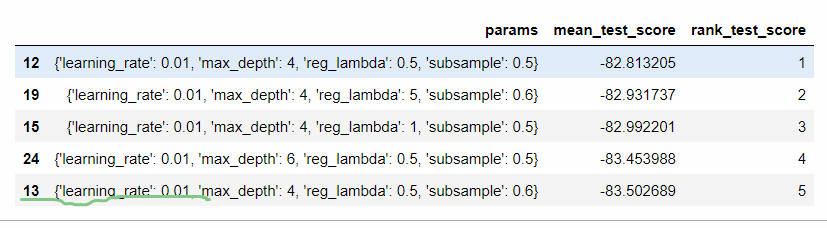 params mean_test_score rank_test_score
12 {'learning_rate': 0.01, 'max_depth': 4, 'reg_lambda': 0.5, 'subsample': 0.5} -82.813205 1
19 {'learning_rate': 0.01, 'max_depth': 4, 'reg_lambda': 5, 'subsample': 0.6} -82.931737 2
15 {'learning_rate': 0.01, 'max_depth': 4, 'reg_lambda': 1, 'subsample': 0.5} -82.992201 3
24 {'learning_rate': 0.01, 'max_depth': 6, 'reg_lambda': 0.5, 'subsample': 0.5} -83.453988 4
13 {'learning_rate': 0.01, 'max_depth': 4, 'reg_lambda': 0.5, 'subsample': 0.6} -83.502689 5